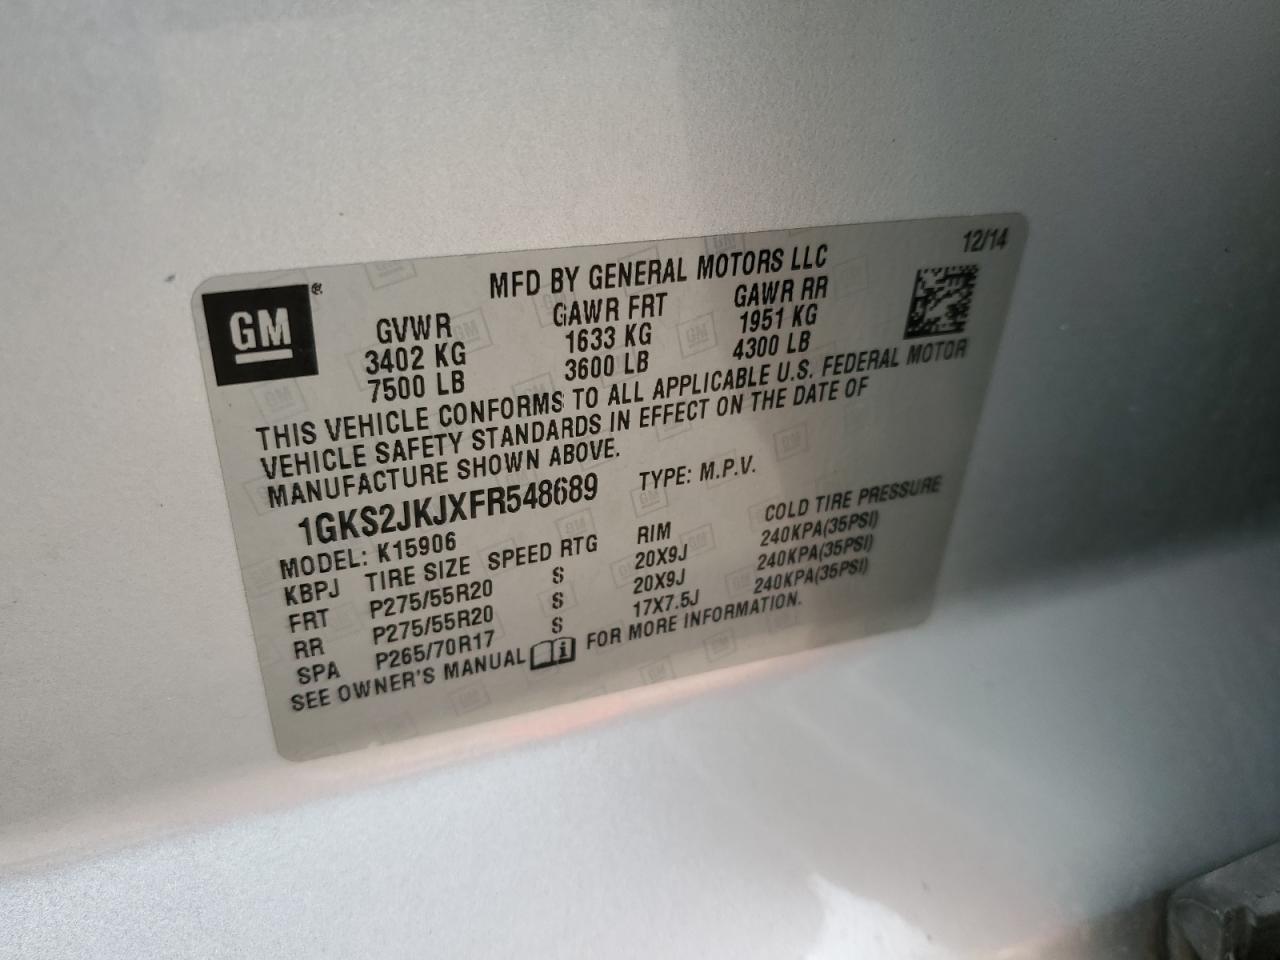 12/14
MFD BY GENERAL MOTORS LLC
GM®
GVWR GAWR FRT GAWR RR
3402 KG 1633 KG 1951 KG
7500 LB 3600 LB 4300 LB
THIS VEHICLE CONFORMS TO ALL APPLICABLE U.S. FEDERAL MOTOR
VEHICLE SAFETY STANDARDS IN EFFECT ON THE DATE OF
MANUFACTURE SHOWN ABOVE.
1GKS2JKJXFR548689 TYPE: M.P.V.
MODEL: K15906
KBPJ TIRE SIZE SPEED RTG RIM COLD TIRE PRESSURE
FRT P275/55R20 S 20X9J 240KPA(35PSI)
RR P275/55R20 S 20X9J 240KPA(35PSI)
SPA P265/70R17 S 17X7.5J 240KPA(35PSI)
SEE OWNER'S MANUAL FOR MORE INFORMATION.